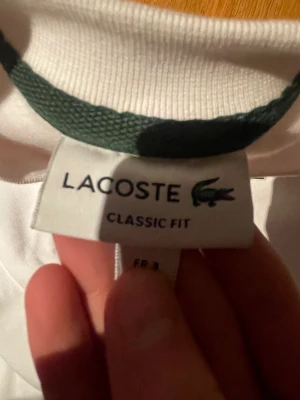 LACOSTE
CLASSIC FIT
FR 3